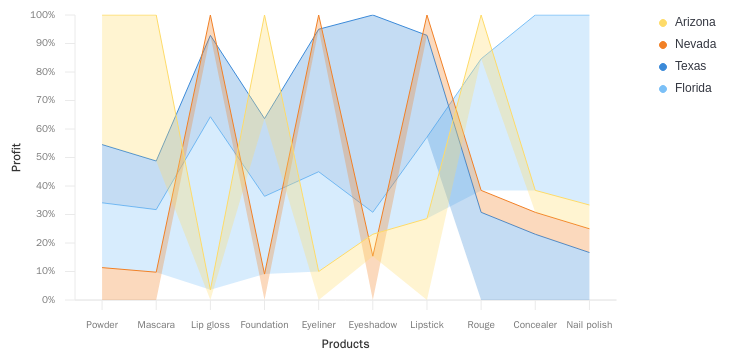 100%
90%
80%
70%
60%
50%
40%
30%
20%
10%
0%
Profit
Powder Mascara Lip gloss Foundation Eyeliner Eyeshadow Lipstick Rouge Concealer Nail polish
Products
Arizona
Nevada
Texas
Florida